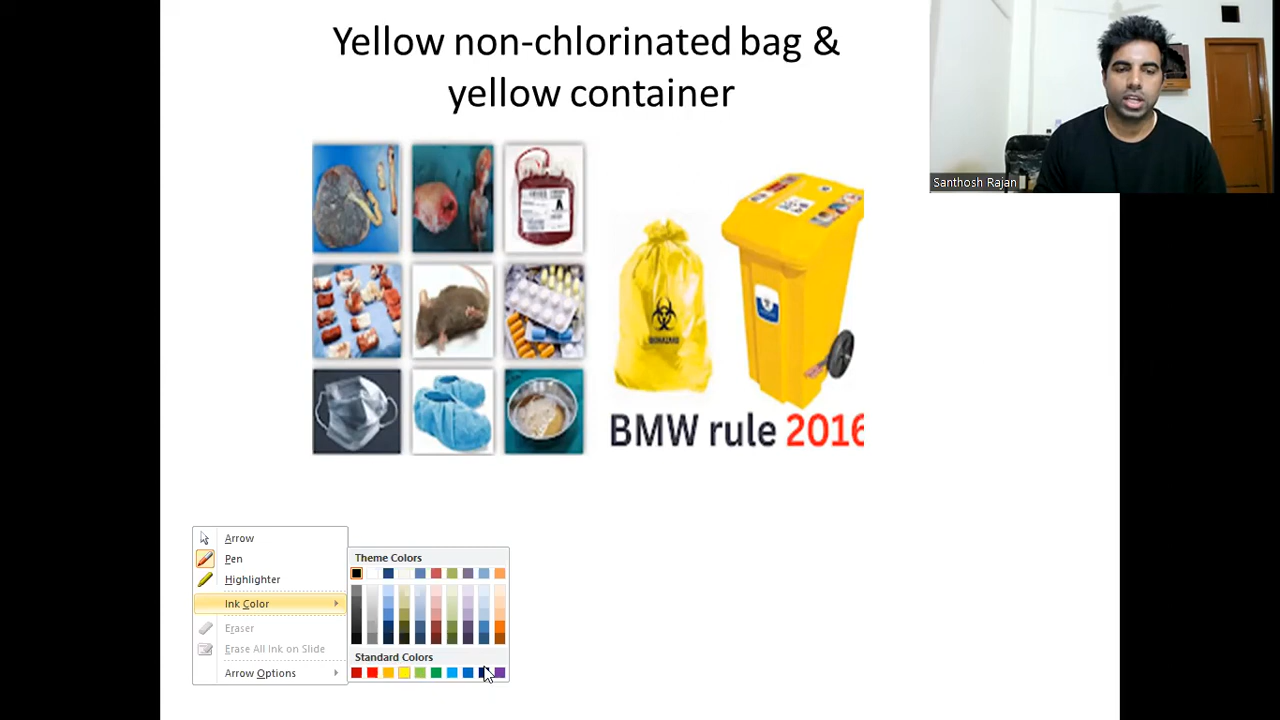 Yellow non-chlorinated bag &
yellow container
Santhosh Rajan
BMW rule 2016
Arrow
Pen
Highlighter
Ink Color
Eraser
Erase All Ink on Slide
Arrow Options
Theme Colors
Standard Colors